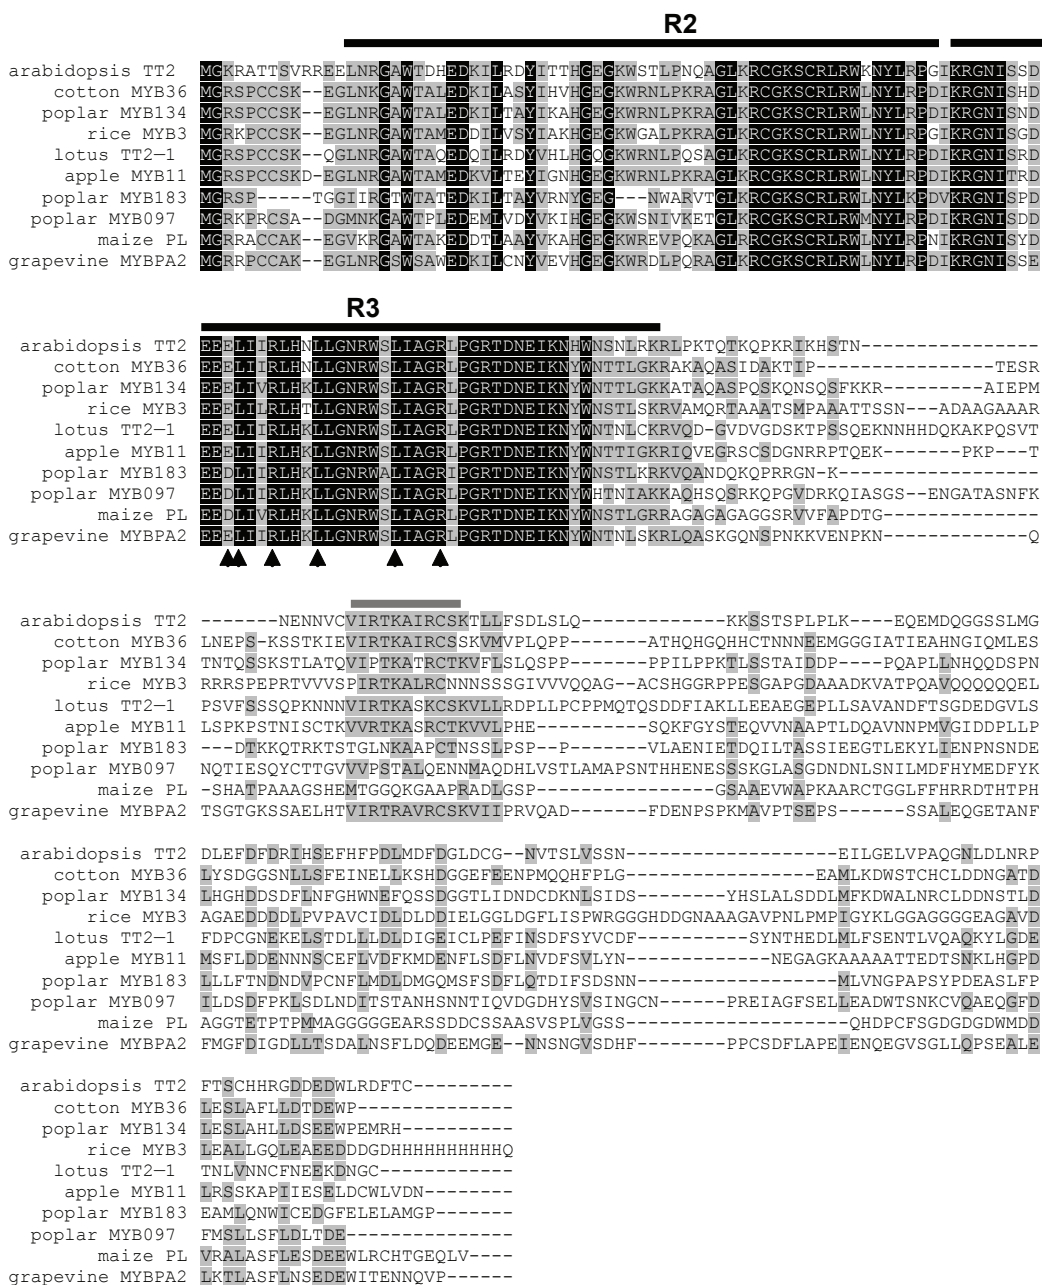 R2
arabidopsis TT2 MGKRATTSVRREELNRGAWTDHEDKILRDYITTHGEGKWSTLPNQAGLKRCGKSCRLRWKNYLRPGIKRGNISSD
cotton MYB36 MGRSPCCSK--EGLNKGAWTALEDKILASYIHVHGEGKWRNLPKRAGLKRCGKSCRLRWLNYLRPDIKRGNISHD
poplar MYB134 MGRSPCCSK--EGLNRGAWTALEDKILTAYIKAHGEGKWRNLPKRAGLKRCGKSCRLRWLNYLRPDIKRGNISND
rice MYB3 MGRKPCCSK--EGLNRGAWTAMEDDILVSYIAKHGEGKWGALPKRAGLKRCGKSCRLRWLNYLRPGIKRGNISGD
lotus TT2−1 MGRSPCCSK--QGLNRGAWTAQEDQILRDYVHLHGQGKWRNLPQSAGLKRCGKSCRLRWLNYLRPDIKRGNISRD
apple MYB11 MGRSPCCSKD-EGLNRGAWTAMEDKVLTEYIGNHGEGKWRNLPKRAGLKRCGKSCRLRWLNYLRPDIKRGNITRD
poplar MYB183 MGRSP-----TGGIIRGTWTATEDKILTAYVRNYGEG---NWARVTGLKRCGKSCRLRWLNYLKPDVKRGNISPD
poplar MYB097 MGRKPRCSA--DGMNKGAWTPLEDEMLVDYVKIHGEGKWSNIVKETGLKRCGKSCRLRWMNYLRPDIKRGNISDD
maize PL MGRRACCAK--EGVKRGAWTAKEDDTLAAYVKAHGEGKWREVPQKAGLRRCGKSCRLRWLNYLRPNIKRGNISYD
grapevine MYBPA2 MGRRPCCAK--EGLNRGSWSAWEDKILCNYVEVHGEGKWRDLPQRAGLKRCGKSCRLRWLNYLRPDIKRGNISSE
R3
arabidopsis TT2 EEELIIRLHNLLGNRWSLIAGRLPGRTDNEIKNHWNSNLRKRLPKTQTKQPKRIKHSTN----------------
cotton MYB36 EEELIIRLHNLLGNRWSLIAGRLPGRTDNEIKNYWNTTLGKRAKAQASIDAKTIP----------------TESR
poplar MYB134 EEELIVRLHKLLGNRWSLIAGRLPGRTDNEIKNYWNTTLGKKATAQASPQSKQNSQSFKKR------AIEPM
rice MYB3 EEELILRLHTLLGNRWSLIAGRLPGRTDNEIKNYWNSTLSKRVAMQRTAAATSMPAAATTSSN---ADAAGAAAR
lotus TT2−1 EEELIIRLHKLLGNRWSLIAGRLPGRTDNEIKNYWNTNLCKRVQD-GVDVGDSKTPSSQEKNNHHDQKAKPQSVT
apple MYB11 EEELIIRLHKLLGNRWSLIAGRLPGRTDNEIKNYWNTTIGKRIQVEGRSCSDGNRRPTQEK------PKP---T
poplar MYB183 EEDLIIRLHKLLGNRWALIAGRIPGRTDNEIKNYWNSTLKRKVQANDQKQPRRGN-K------------------
poplar MYB097 EEDLIIRLHKLLGNRWSLIAGRLPGRTDNEIKNYWHTNIAKKAQHSQSRKQPGVDRKQIASGS--ENGATASNFK
maize PL EEDLIVRLHKLLGNRWSLIAGRLPGRTDNEIKNYWNSTLGRRAGAGAGAGGSRVVFAPDTG--------------
grapevine MYBPA2 EEELIIRLHKLLGNRWSLIAGRLPGRTDNEIKNYWNTNLSKRLQASKGQNSPNKKVENPKN-------------Q
arabidopsis TT2 -------NENNVCVIRTKAIRCSKTLLFSDLSLQ-------------KKSSTSPLPLK----EQEMDQGGSSLMG
cotton MYB36 LNEPS-KSSTKIEVIRTKAIRCSSKVMVPLQPP------ATHQHGQHHCTNNNEEMGGGIATIEAHNGIQMLES
poplar MYB134 TNTQSSKSTLATQVIPTKATRCTKVFLSLQSPP------PPILPPKTLSSTAIDDP----PQAPLLNHQQDSPN
rice MYB3 RRRSPEPRTVVVSPIRTKALRCNNNSSSGIVVVQQAG--ACSHGGRPPESGAPGDAAADKVATPQAVQQQQQQEL
lotus TT2−1 PSVFSSSQPKNNNVIRTKASKCSKVLLRDPLLPCPPMQTQSDDFIAKLLEEAEGEPLLSAVANDFTSGDEDGVLS
apple MYB11 LSPKPSTNISCTKVVRTKASRCTKVVLPHE------SQKFGYSTEQVVNAAPTLDQAVNNPMVGIDDPLLP
poplar MYB183 ---DTKKQTRKTSTGLNKAAPCTNSSLPSP--P------VLAENIETDQILTASSIEEGTLEKYLIENPNSNDE
poplar MYB097 NQTIESQYCTTGVVVPSTALQENNMAQDHLVSTLAMAPSNTHHENESSSKGLASGDNDNLSNILMDFHYMEDFYK
maize PL -SHATPAAAGSHEMTGGQKGAAPRADLGSP----------------GSAAEVWAPKAARCTGGLFFHRRDTHTPH
grapevine MYBPA2 TSGTGKSSAELHTVIRTRAVRCSKVIIPRVQAD------FDENPSPKMAVPTSEPS----SSALEQGETANF
arabidopsis TT2 DLEFDFDRIHSEFHFPDLMDFDGLDCG--NVTSLVSSN-------------------EILGELVPAQGNLDLNRP
cotton MYB36 LYSDGGSNLLSFEINELLKSHDGGEFEENPMQQHFPLG-----------------EAMLKDWSTCHCLDDNGATD
poplar MYB134 LHGHDDSDFLNFGHWNEFQSSDGGTLIDNDCDKNLSIDS------YHSLALSDDLMFKDWALNRCLDDNSTLD
rice MYB3 AGAEDDDDLPVPAVCIDLDLDDIELGGLDGFLISPWRGGGHDDGNAAAGAVPNLPMPIGYKLGGAGGGGEAGAVD
lotus TT2−1 FDPCGNEKELSTDLLLDLDIGEICLPEFINSDFSYVCDF----------SYNTHEDLMLFSENTLVQAQKYLGDE
apple MYB11 MSFLDDENNNSCEFLVDFKMDENFLSDFLNVDFSVLYN------------NEGAGKAAAAATTEDTSNKLHGPD
poplar MYB183 LLLFTNDNDVPCNFLMDLDMGQMSFSDFLQTDIFSDSNN------------------MLVNGPAPSYPDEASLFP
poplar MYB097 ILDSDFPKLSDLNDITSTANHSNNTIQVDGDHYSVSINGCN------PREIAGFSELLEADWTSNKCVQAEQGFD
maize PL AGGTETPTPMMAGGGGGEARSSDDCSSAASVSPLVGSS--------------------QHDPCFSGDGDGDWMDD
grapevine MYBPA2 FMGFDIGDLLTSDALNSFLDQDEEMGE--NNSNGVSDHF-------PPCSDFLAPEIENQEGVSGLLQPSEALE
arabidopsis TT2 FTSCHHRGDDEDWLRDFTC---------
cotton MYB36 LESLAFLLDTDEWP--------------
poplar MYB134 LESLAHLLDSEEWPEMRH----------
rice MYB3 LEALLGQLEAEEDDDGDHHHHHHHHHHQ
lotus TT2−1 TNLVNNCFNEEKDNGC------------
apple MYB11 LRSSKAPIIESELDCWLVDN--------
poplar MYB183 EAMLQNWICEDGFELELAMGP-------
poplar MYB097 FMSLLSFLDLTDE---------------
maize PL VRALASFLESDEEWLRCHTGEQLV----
grapevine MYBPA2 LKTLASFLNSEDEWITENNQVP------